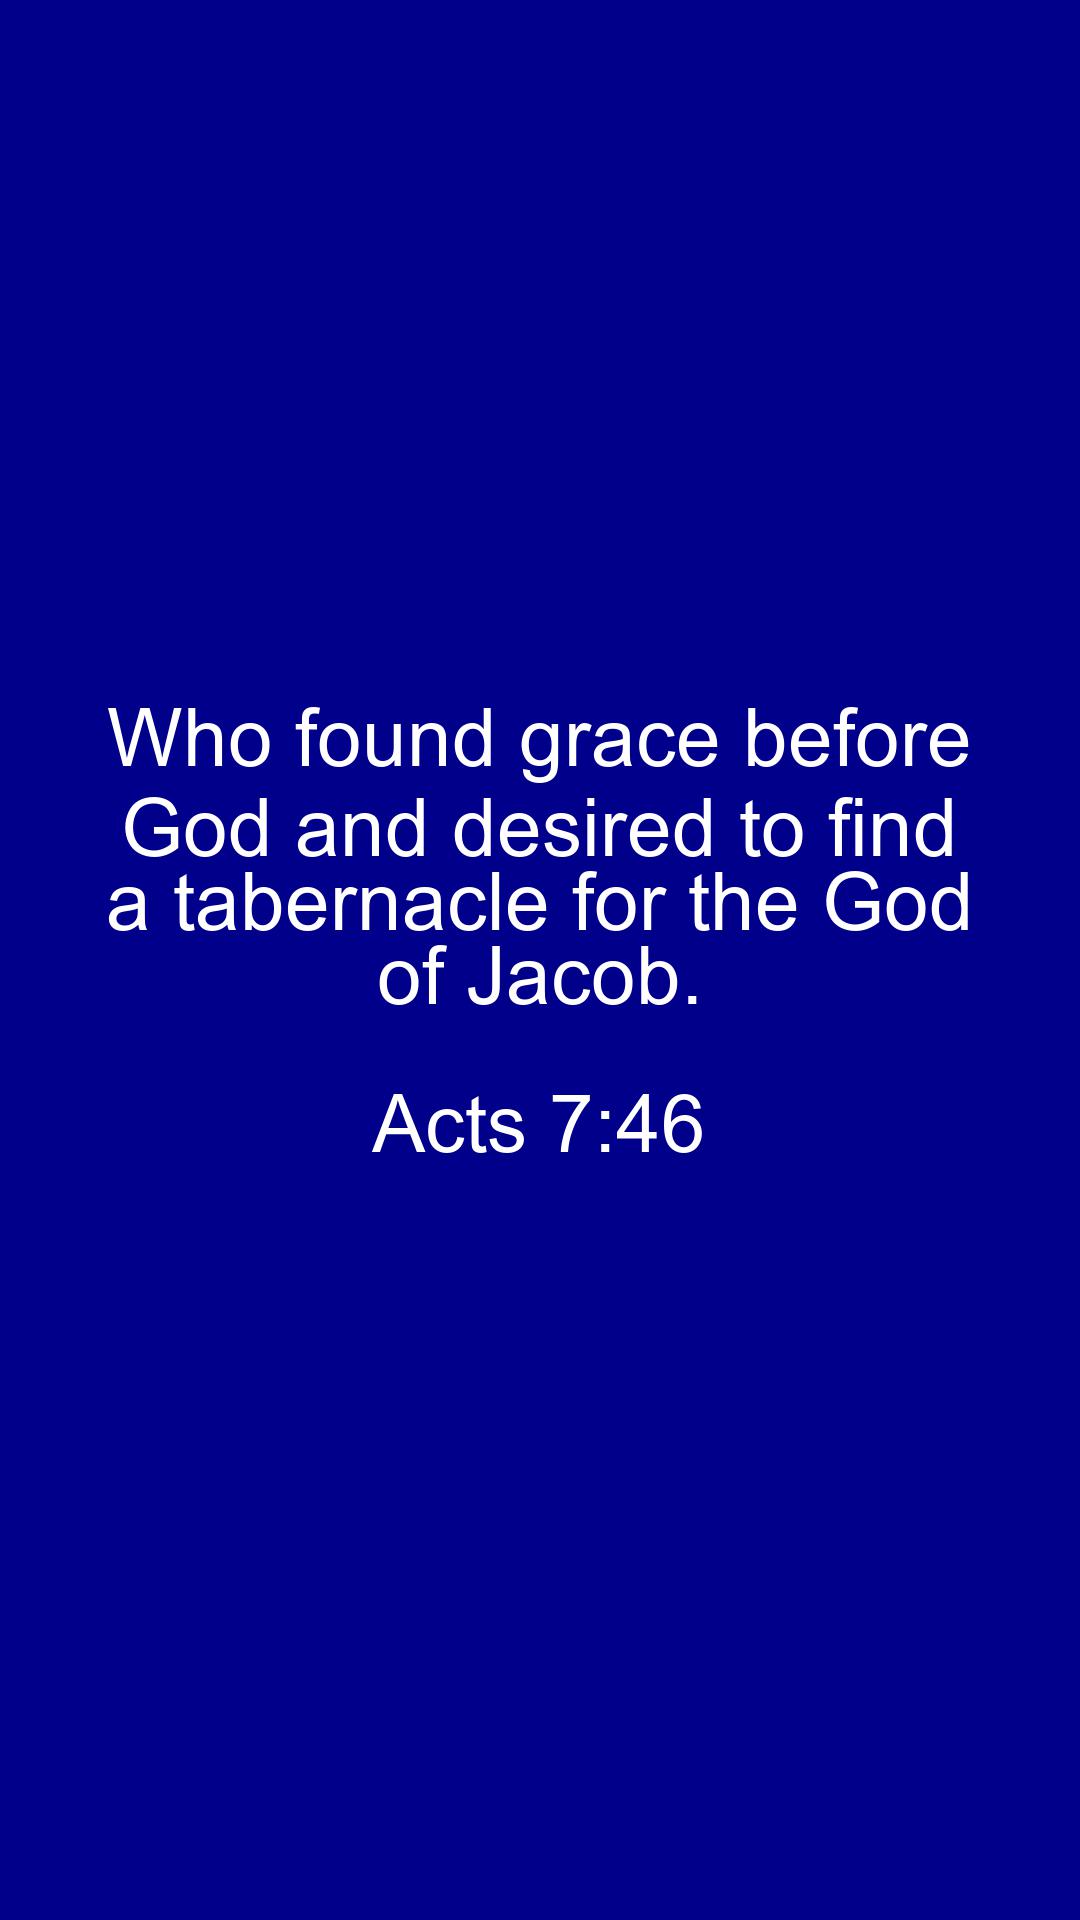 Who found grace before
God and desired to find
a tabernacle for the God
of Jacob.
Acts 7:46